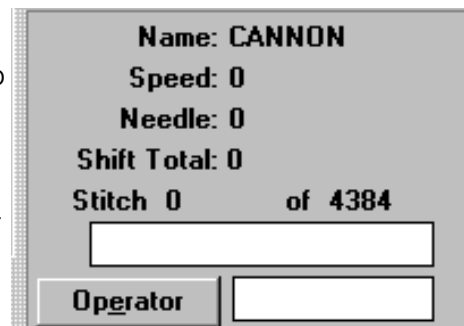 Name: CANNON
Speed: 0
Needle: 0
Shift Total: 0
Stitch 0 of 4384
Operator